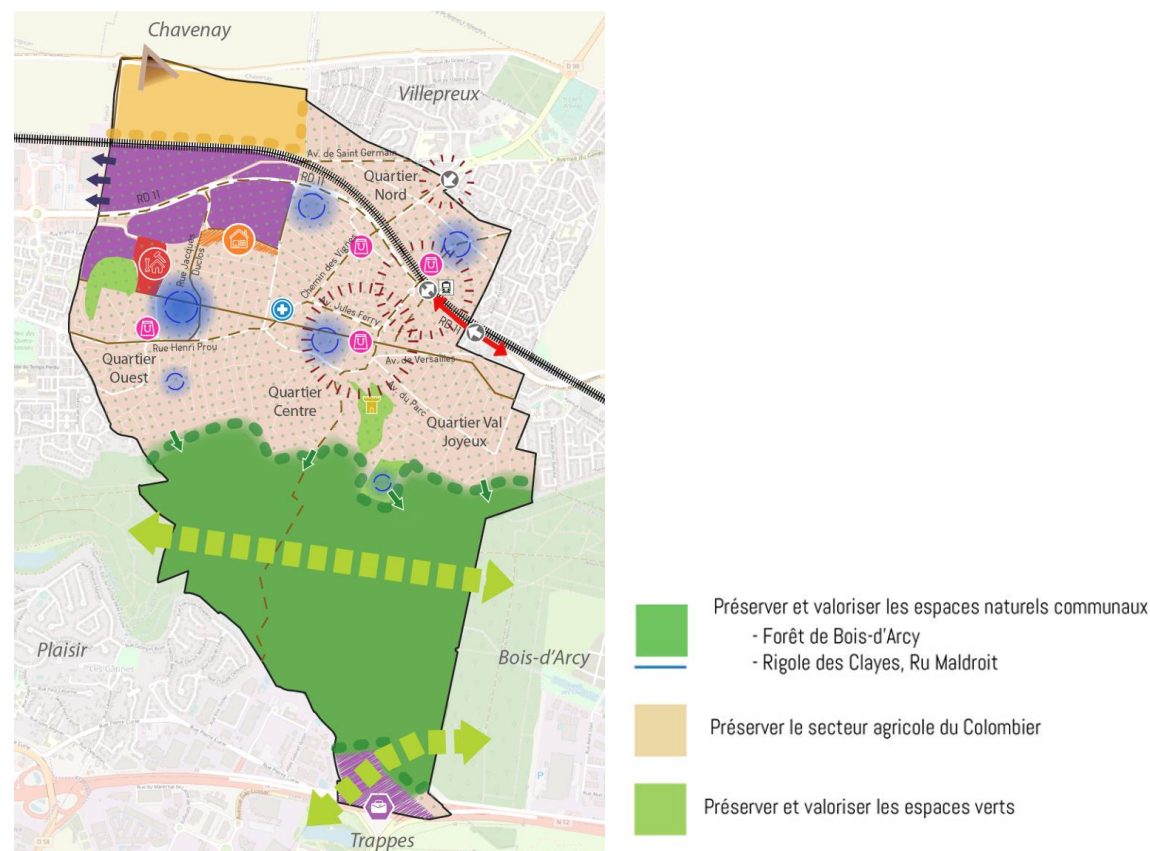 Chavenay
Villepreux
Av. de Saint Germain
Quartier
Nord
RD 11
RD 11
Rue Jacques
Duclos
Chemin des Vignes
Jules Ferry
RD 11
Rue Henri Prou
Av. de Versailles
Quartier
Ouest
Quartier
Centre
Av. du Parc
Quartier Val
Joyeux
Plaisir
Bois-d'Arcy
Trappes
Préserver et valoriser les espaces naturels communaux
- Forêt de Bois-d'Arcy
- Rigole des Clayes, Ru Maldroit
Préserver le secteur agricole du Colombier
Préserver et valoriser les espaces verts